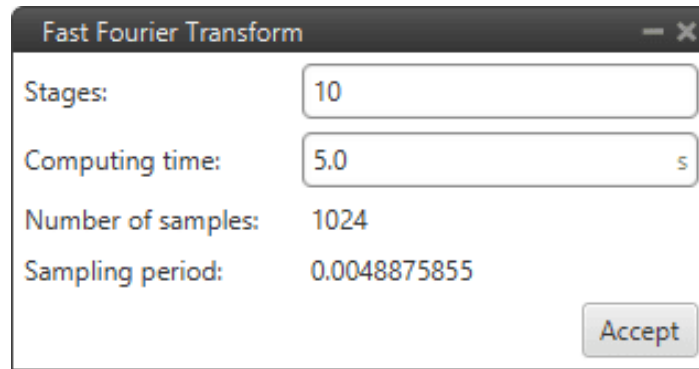 Fast Fourier Transform
Stages: 10
Computing time: 5.0 s
Number of samples: 1024
Sampling period: 0.0048875855
Accept